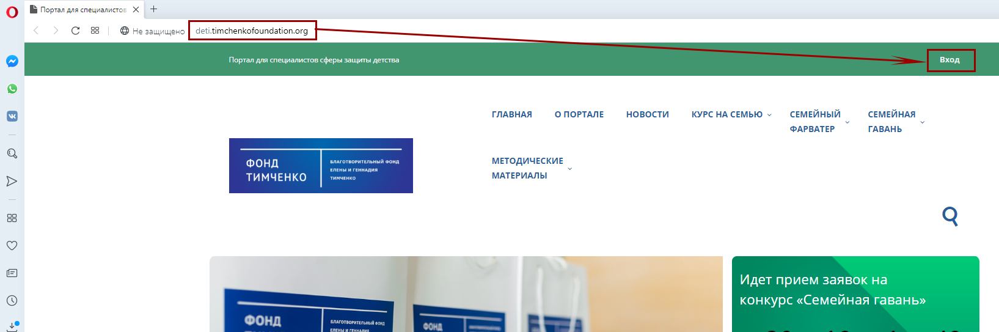 Портал для специалистов
Не защищено
deti.timchenkofoundation.org
Портал для специалистов сферы защиты детства
Вход
ГЛАВНАЯ
О ПОРТАЛЕ
НОВОСТИ
КУРС НА СЕМЬЮ
СЕМЕЙНЫЙ
ФАРВАТЕР
СЕМЕЙНАЯ
ГАВАНЬ
МЕТОДИЧЕСКИЕ
МАТЕРИАЛЫ
ФОНД
ТИМЧЕНКО
БЛАГОТВОРИТЕЛЬНЫЙ ФОНД
ЕЛЕНЫ И ГЕННАДИЯ
ТИМЧЕНКО
Идет прием заявок на
конкурс «Семейная гавань»
ФОНД
БЛАГОТВОРИТЕЛЬНЫЙ ФОНД
ЕЛЕНЫ И ГЕННАДИЯ
ФОНД